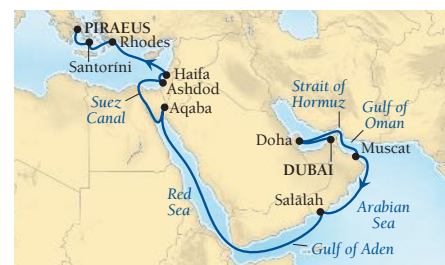 PIRAEUS
Rhodes
Santoríni
Haifa
Ashdod
Suez
Canal
Aqaba
Strait of
Hormuz
Gulf of
Oman
Doha
DUBAI
Muscat
Red
Sea
Salālah
Arabian
Sea
Gulf of Aden